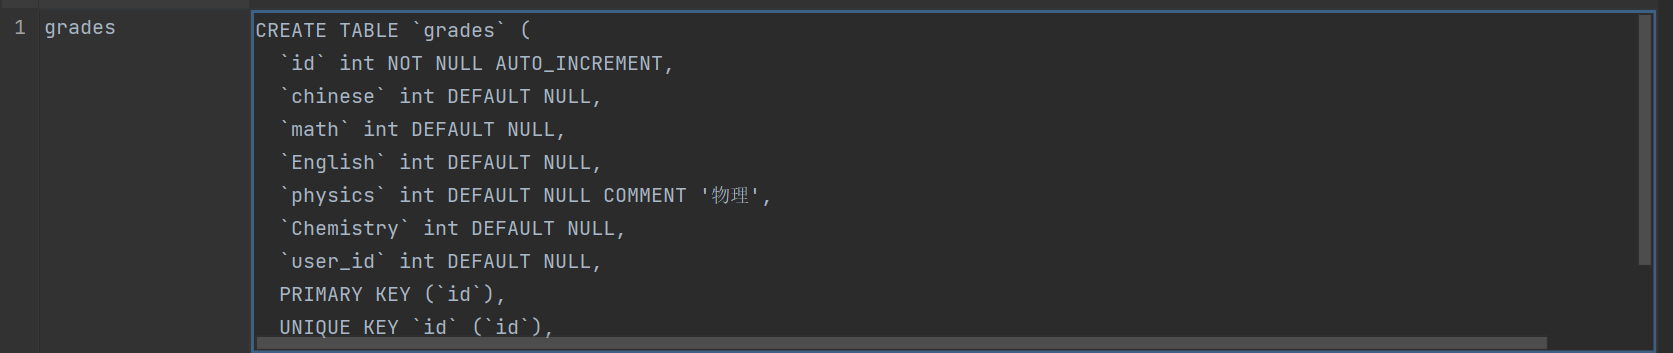 1 grades CREATE TABLE `grades` (
`id` int NOT NULL AUTO_INCREMENT,
`chinese` int DEFAULT NULL,
`math` int DEFAULT NULL,
`English` int DEFAULT NULL,
`physics` int DEFAULT NULL COMMENT '物理',
`Chemistry` int DEFAULT NULL,
`user_id` int DEFAULT NULL,
PRIMARY KEY (`id`),
UNIQUE KEY `id` (`id`),